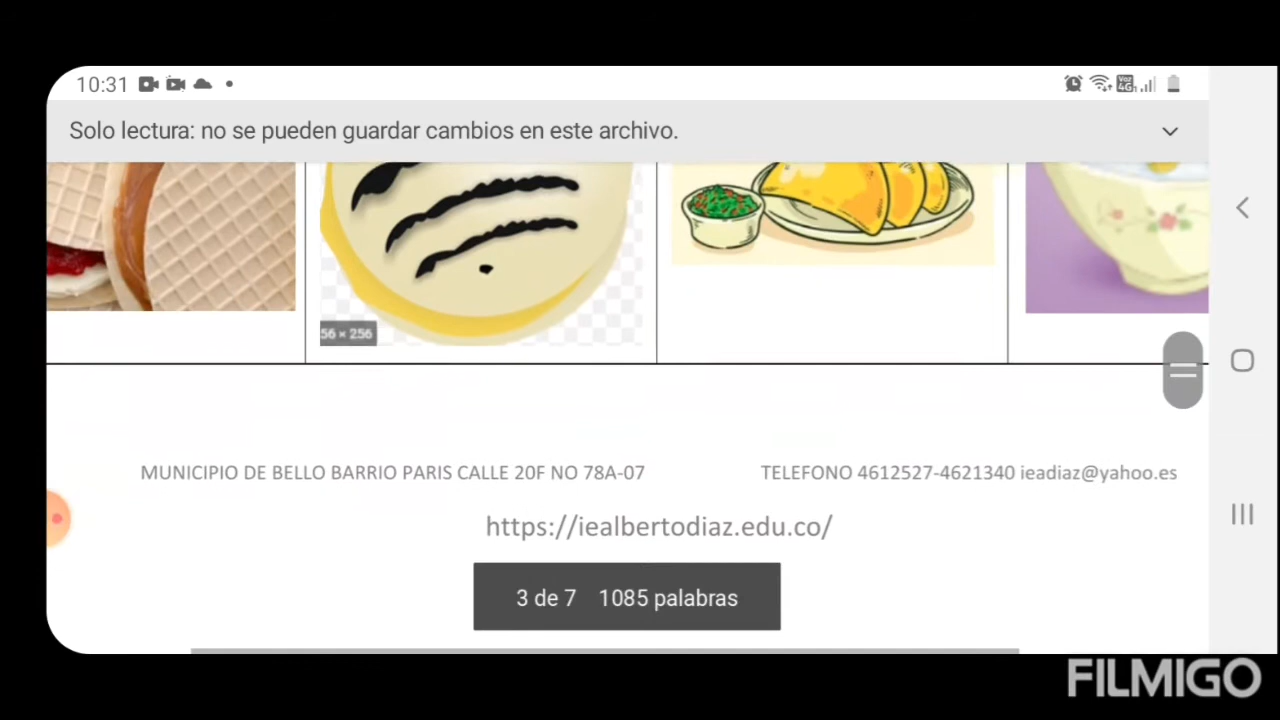 10:31
Voz
4G
Solo lectura: no se pueden guardar cambios en este archivo.
56 × 256
MUNICIPIO DE BELLO BARRIO PARIS CALLE 20F NO 78A-07
TELEFONO 4612527-4621340 ieadiaz@yahoo.es
https://iealbertodiaz.edu.co/
3 de 7 1085 palabras
FILMIGO